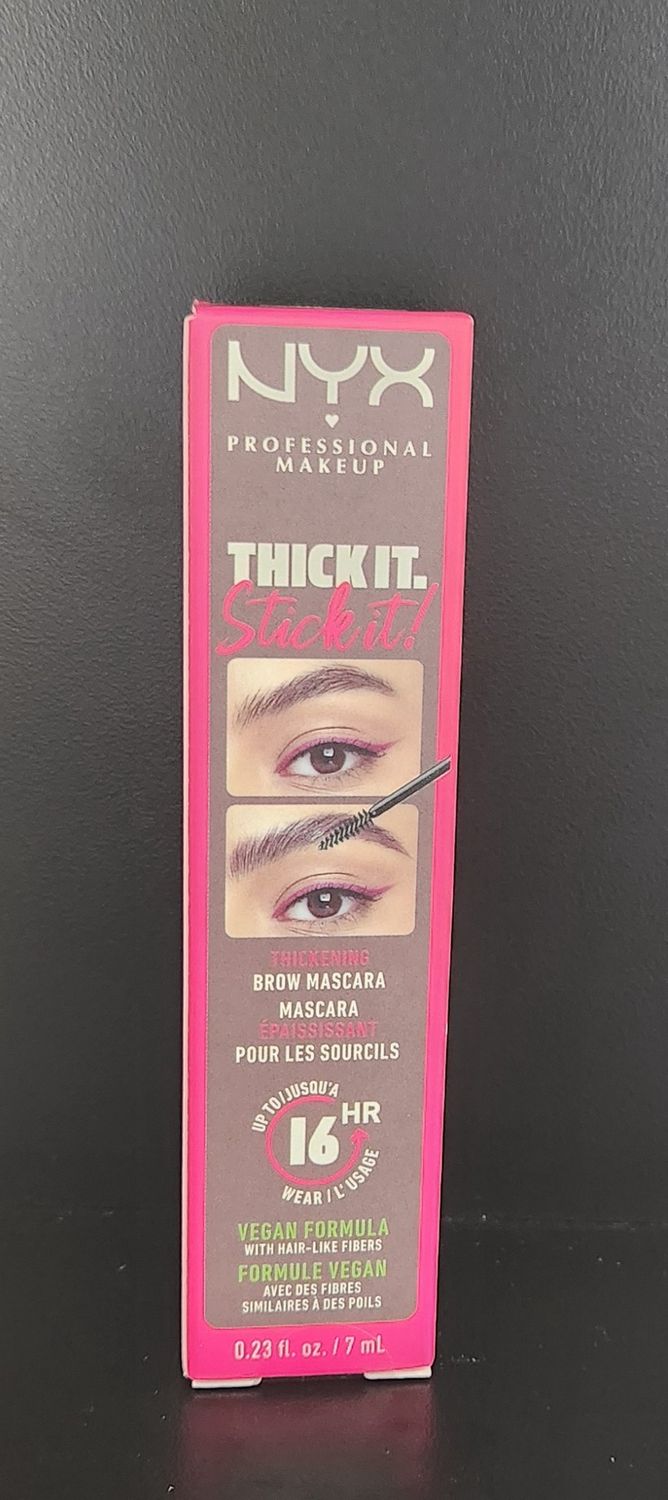 NYX
PROFESSIONAL
MAKEUP
THICK IT.
Stick it!
THICKENING
BROW MASCARA
MASCARA
ÉPAISSISSANT
POUR LES SOURCILS
UP TO/JUSQU'A
16 HR
WEAR / L'USAGE
VEGAN FORMULA
WITH HAIR-LIKE FIBERS
FORMULE VEGAN
AVEC DES FIBRES
SIMILAIRES À DES POILS
0.23 fl. oz. / 7 mL